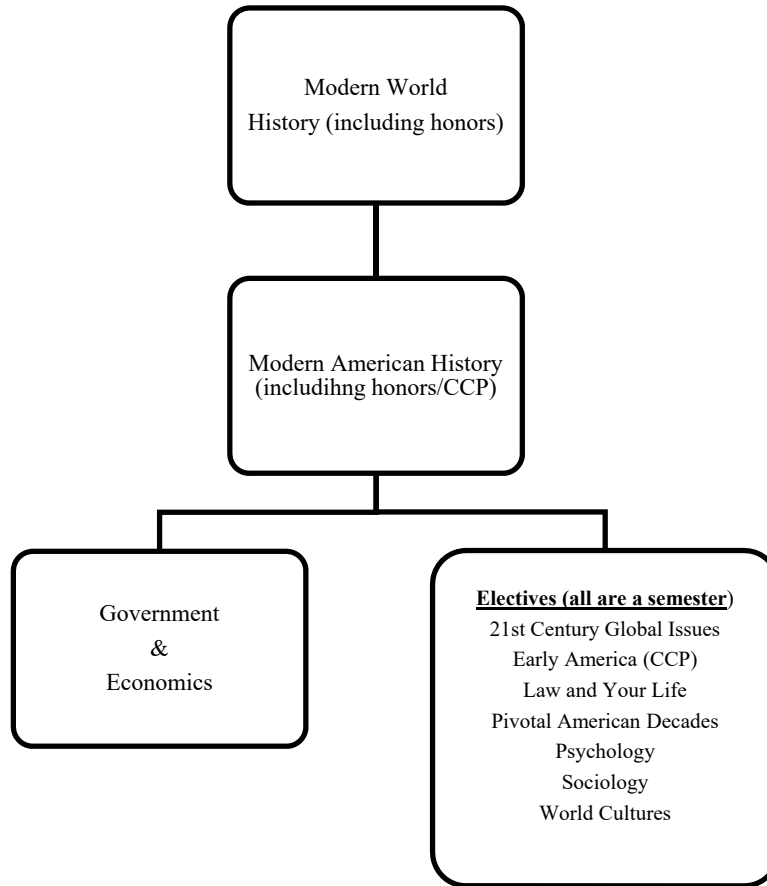 Modern World
History (including honors)
Modern American History
(includihng honors/CCP)
Government
&
Economics
Electives (all are a semester)
21st Century Global Issues
Early America (CCP)
Law and Your Life
Pivotal American Decades
Psychology
Sociology
World Cultures